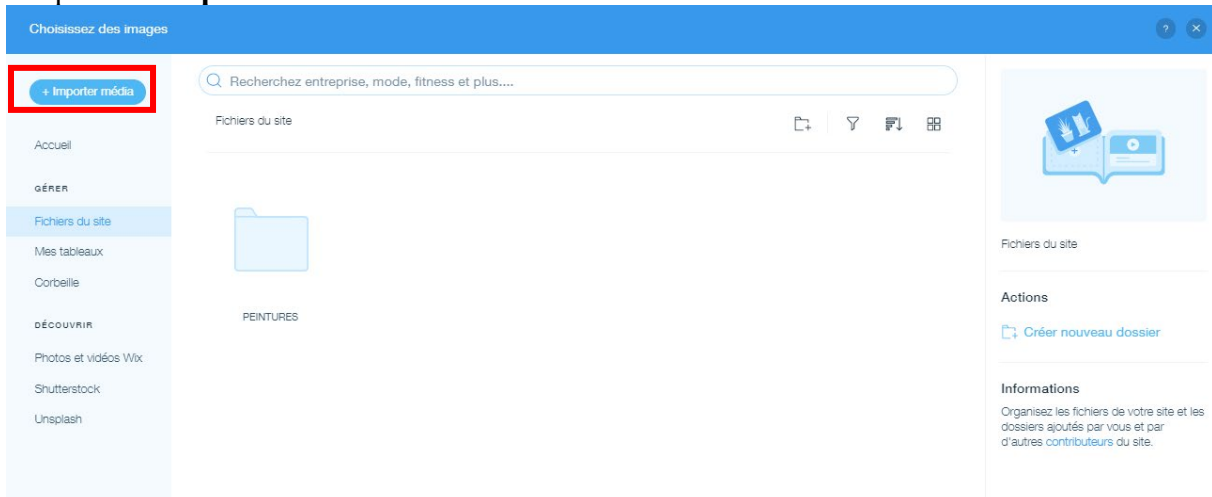 Choisissez des images
?
+ Importer média
Recherchez entreprise, mode, fitness et plus....
Fichiers du site
Accueil
GÉRER
Fichiers du site
Mes tableaux
Corbeille
DÉCOUVRIR
Photos et vidéos Wix
Shutterstock
Unsplash
PEINTURES
Fichiers du site
Actions
Créer nouveau dossier
Informations
Organisez les fichiers de votre site et les
dossiers ajoutés par vous et par
d'autres contributeurs du site.